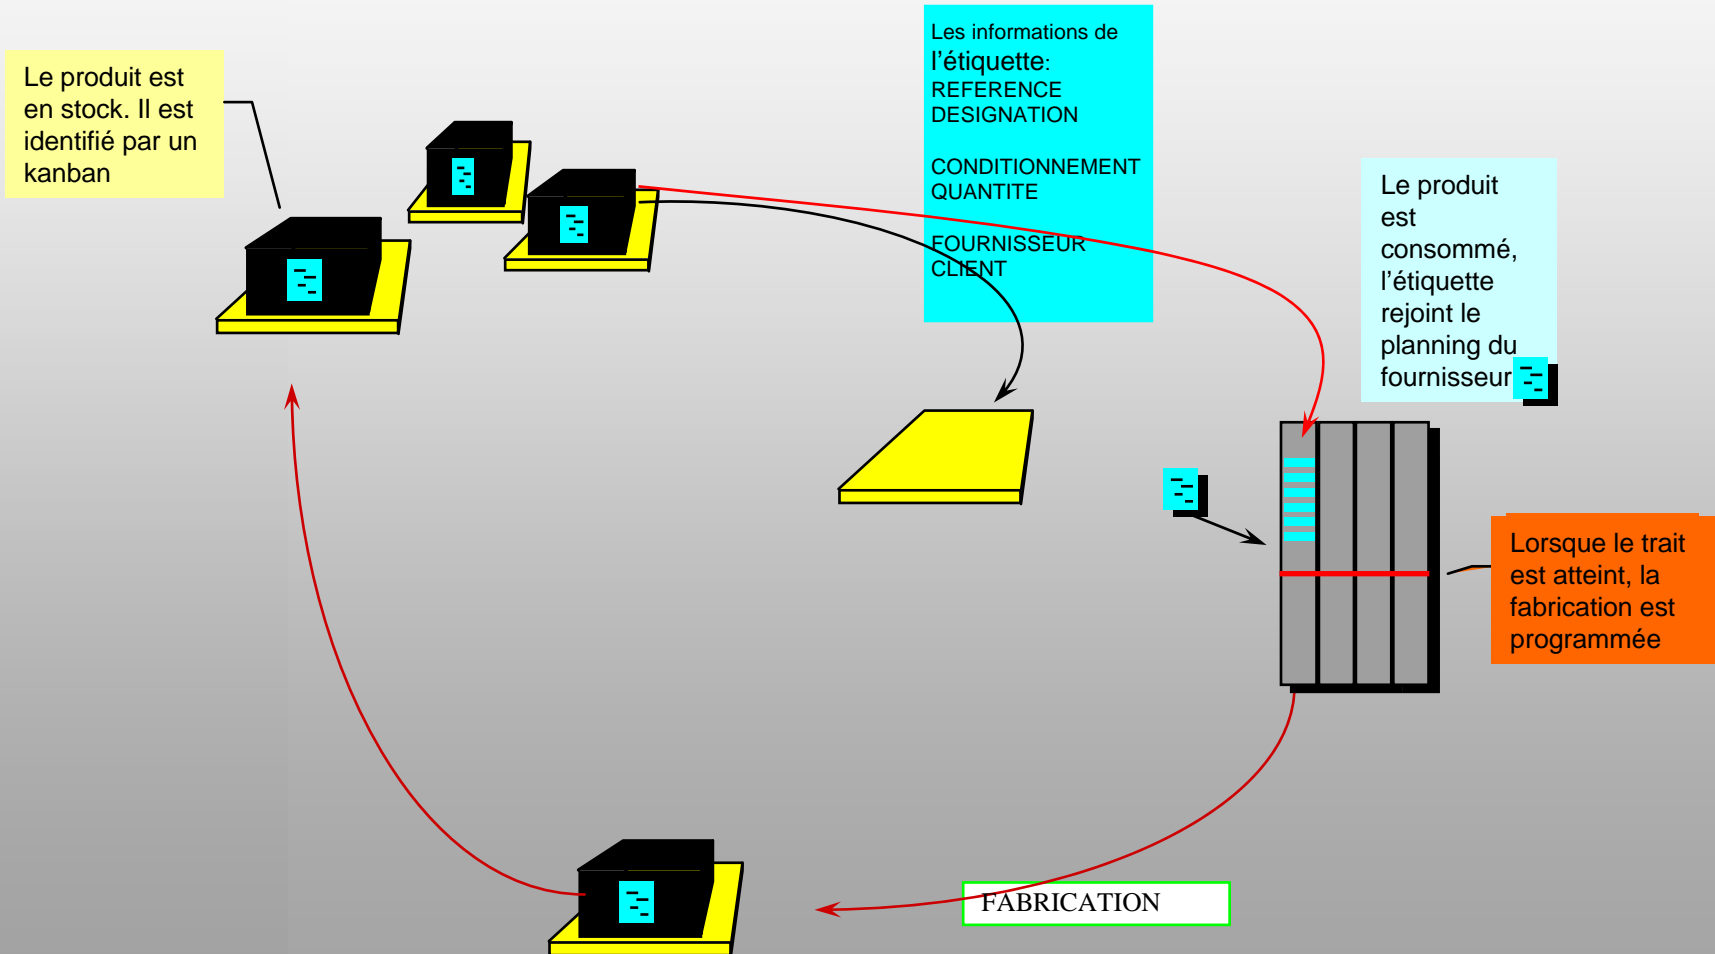 Le produit est
en stock. Il est
identifié par un
kanban
Les informations de
l'étiquette:
REFERENCE
DESIGNATION
CONDITIONNEMENT
QUANTITE
FOURNISSEUR
CLIENT
Le produit
est
consommé,
l'étiquette
rejoint le
planning du
fournisseur
Lorsque le trait
est atteint, la
fabrication est
programmée
FABRICATION